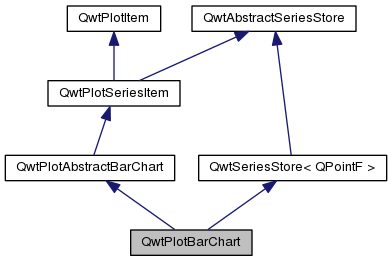 QwtPlotItem
QwtAbstractSeriesStore
QwtPlotSeriesItem
QwtPlotAbstractBarChart
QwtSeriesStore< QPointF >
QwtPlotBarChart